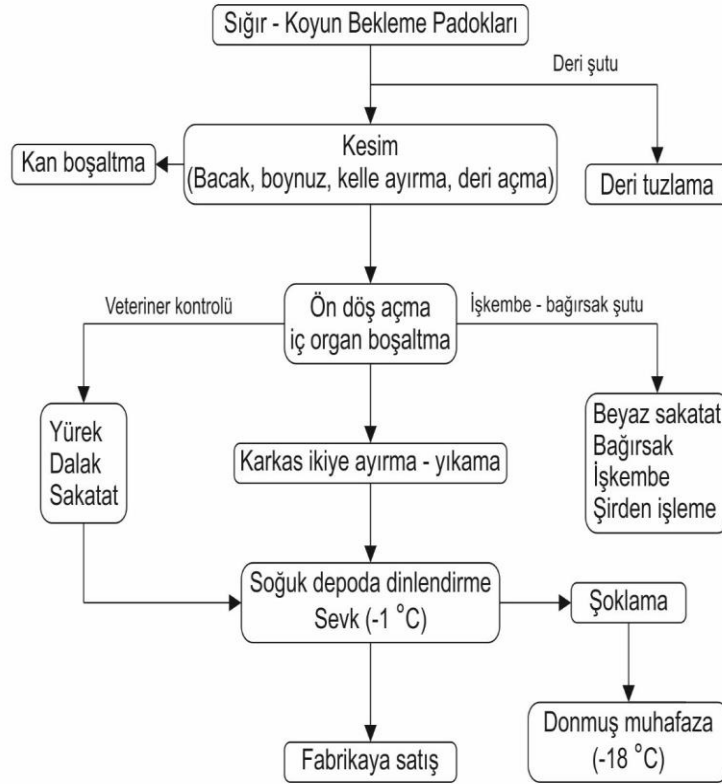 Sığır - Koyun Bekleme Padokları
Deri şutu
Kan boşaltma
Kesim
(Bacak, boynuz, kelle ayırma, deri açma)
Deri tuzlama
Veteriner kontrolü
Ön döş açma
iç organ boşaltma
İşkembe - bağırsak şutu
Yürek
Dalak
Sakatat
Karkas ikiye ayırma - yıkama
Beyaz sakatat
Bağırsak
İşkembe
Şirden işleme
Soğuk depoda dinlendirme
Sevk (-1 °C)
Şoklama
Fabrikaya satış
Donmuş muhafaza
(-18 °C)